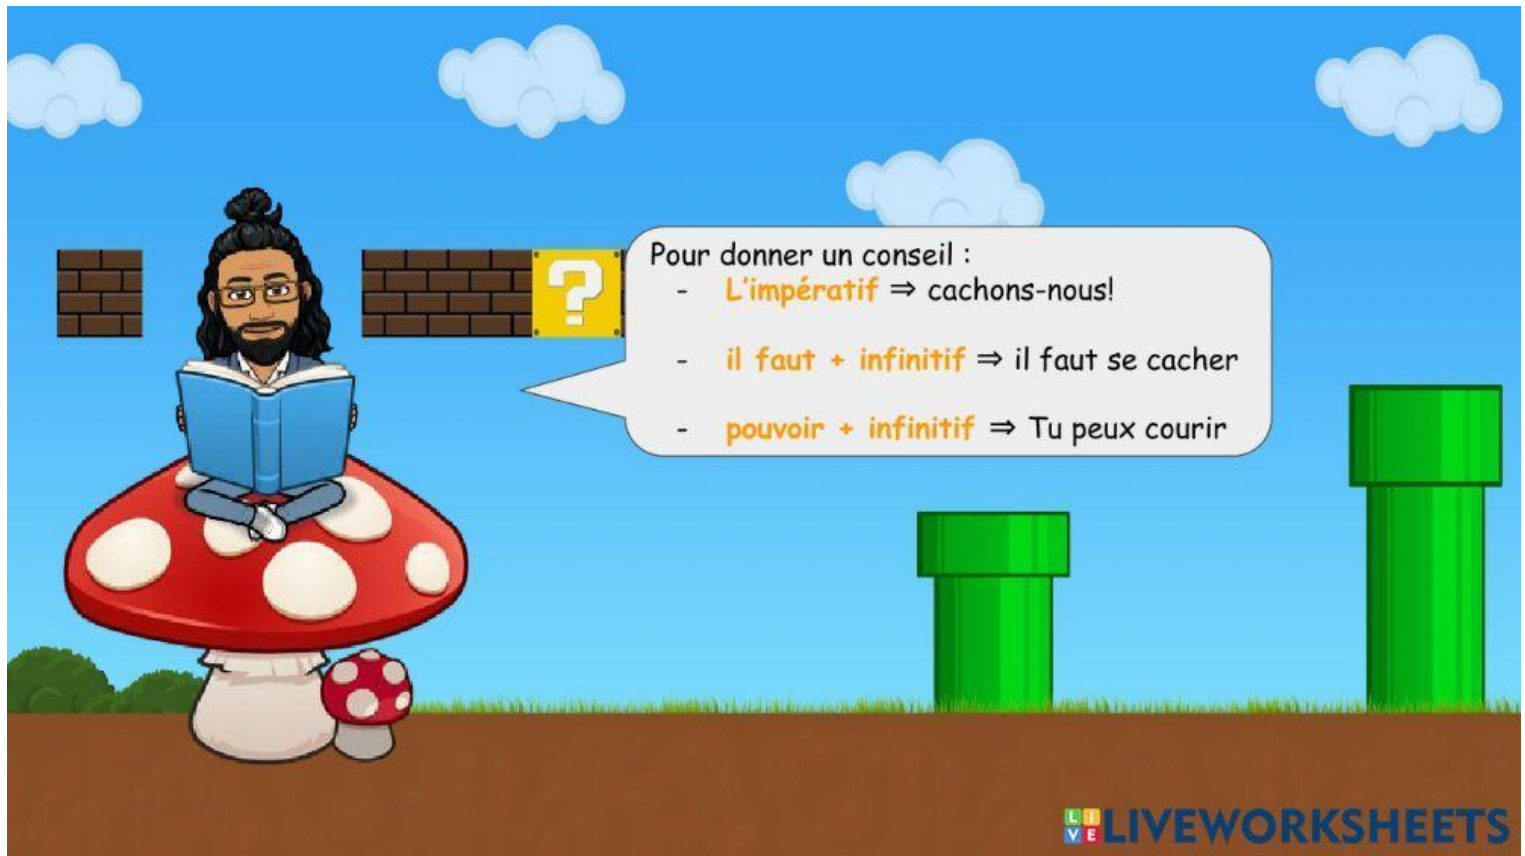 Pour donner un conseil :
- L'impératif ⇒ cachons-nous!
- il faut + infinitif ⇒ il faut se cacher
- pouvoir + infinitif ⇒ Tu peux courir
?
LIVE LIVEWORKSHEETS